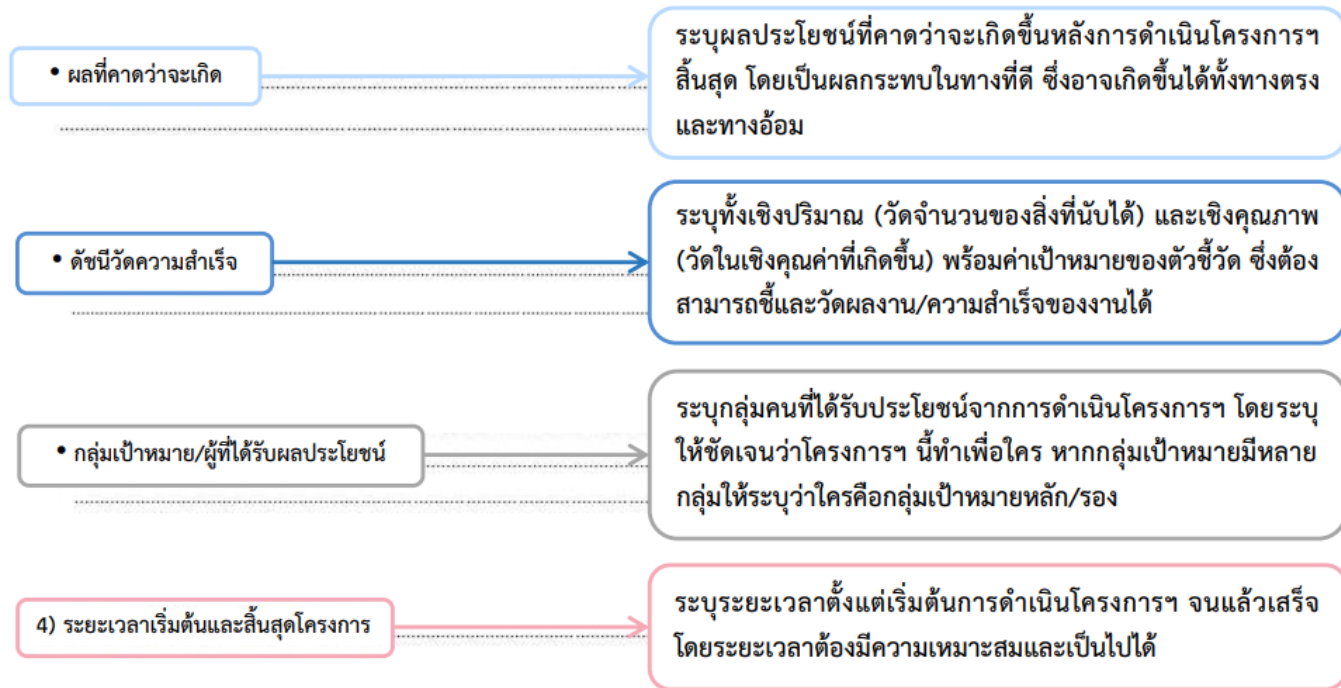 • ผลที่คาดว่าจะเกิด
ระบุผลประโยชน์ที่คาดว่าจะเกิดขึ้นหลังการดำเนินโครงการฯ
สิ้นสุด โดยเป็นผลกระทบในทางที่ดี ซึ่งอาจเกิดขึ้นได้ทั้งทางตรง
และทางอ้อม
• ดัชนีวัดความสำเร็จ
ระบุทั้งเชิงปริมาณ (วัดจำนวนของสิ่งที่นับได้) และเชิงคุณภาพ
(วัดในเชิงคุณค่าที่เกิดขึ้น) พร้อมค่าเป้าหมายของตัวชี้วัด ซึ่งต้อง
สามารถชี้และวัดผลงาน/ความสำเร็จของงานได้
• กลุ่มเป้าหมาย/ผู้ที่ได้รับผลประโยชน์
ระบุกลุ่มคนที่ได้รับประโยชน์จากการดำเนินโครงการฯ โดยระบุ
ให้ชัดเจนว่าโครงการฯ นี้ทำเพื่อใคร หากกลุ่มเป้าหมายมีหลาย
กลุ่มให้ระบุว่าใครคือกลุ่มเป้าหมายหลัก/รอง
4) ระยะเวลาเริ่มต้นและสิ้นสุดโครงการ
ระบุระยะเวลาตั้งแต่เริ่มต้นการดำเนินโครงการฯ จนแล้วเสร็จ
โดยระยะเวลาต้องมีความเหมาะสมและเป็นไปได้